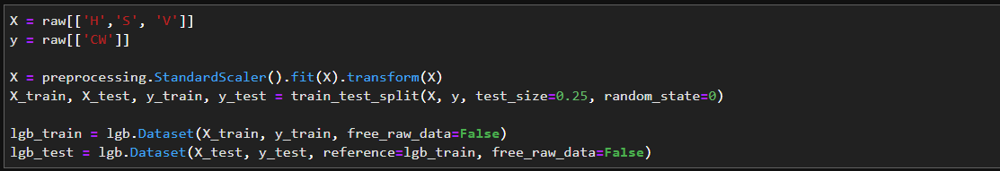 X = raw[['H','S', 'V']]
y = raw[['CW']]
X = preprocessing.StandardScaler().fit(X).transform(X)
X_train, X_test, y_train, y_test = train_test_split(X, y, test_size=0.25, random_state=0)
lgb_train = lgb.Dataset(X_train, y_train, free_raw_data=False)
lgb_test = lgb.Dataset(X_test, y_test, reference=lgb_train, free_raw_data=False)